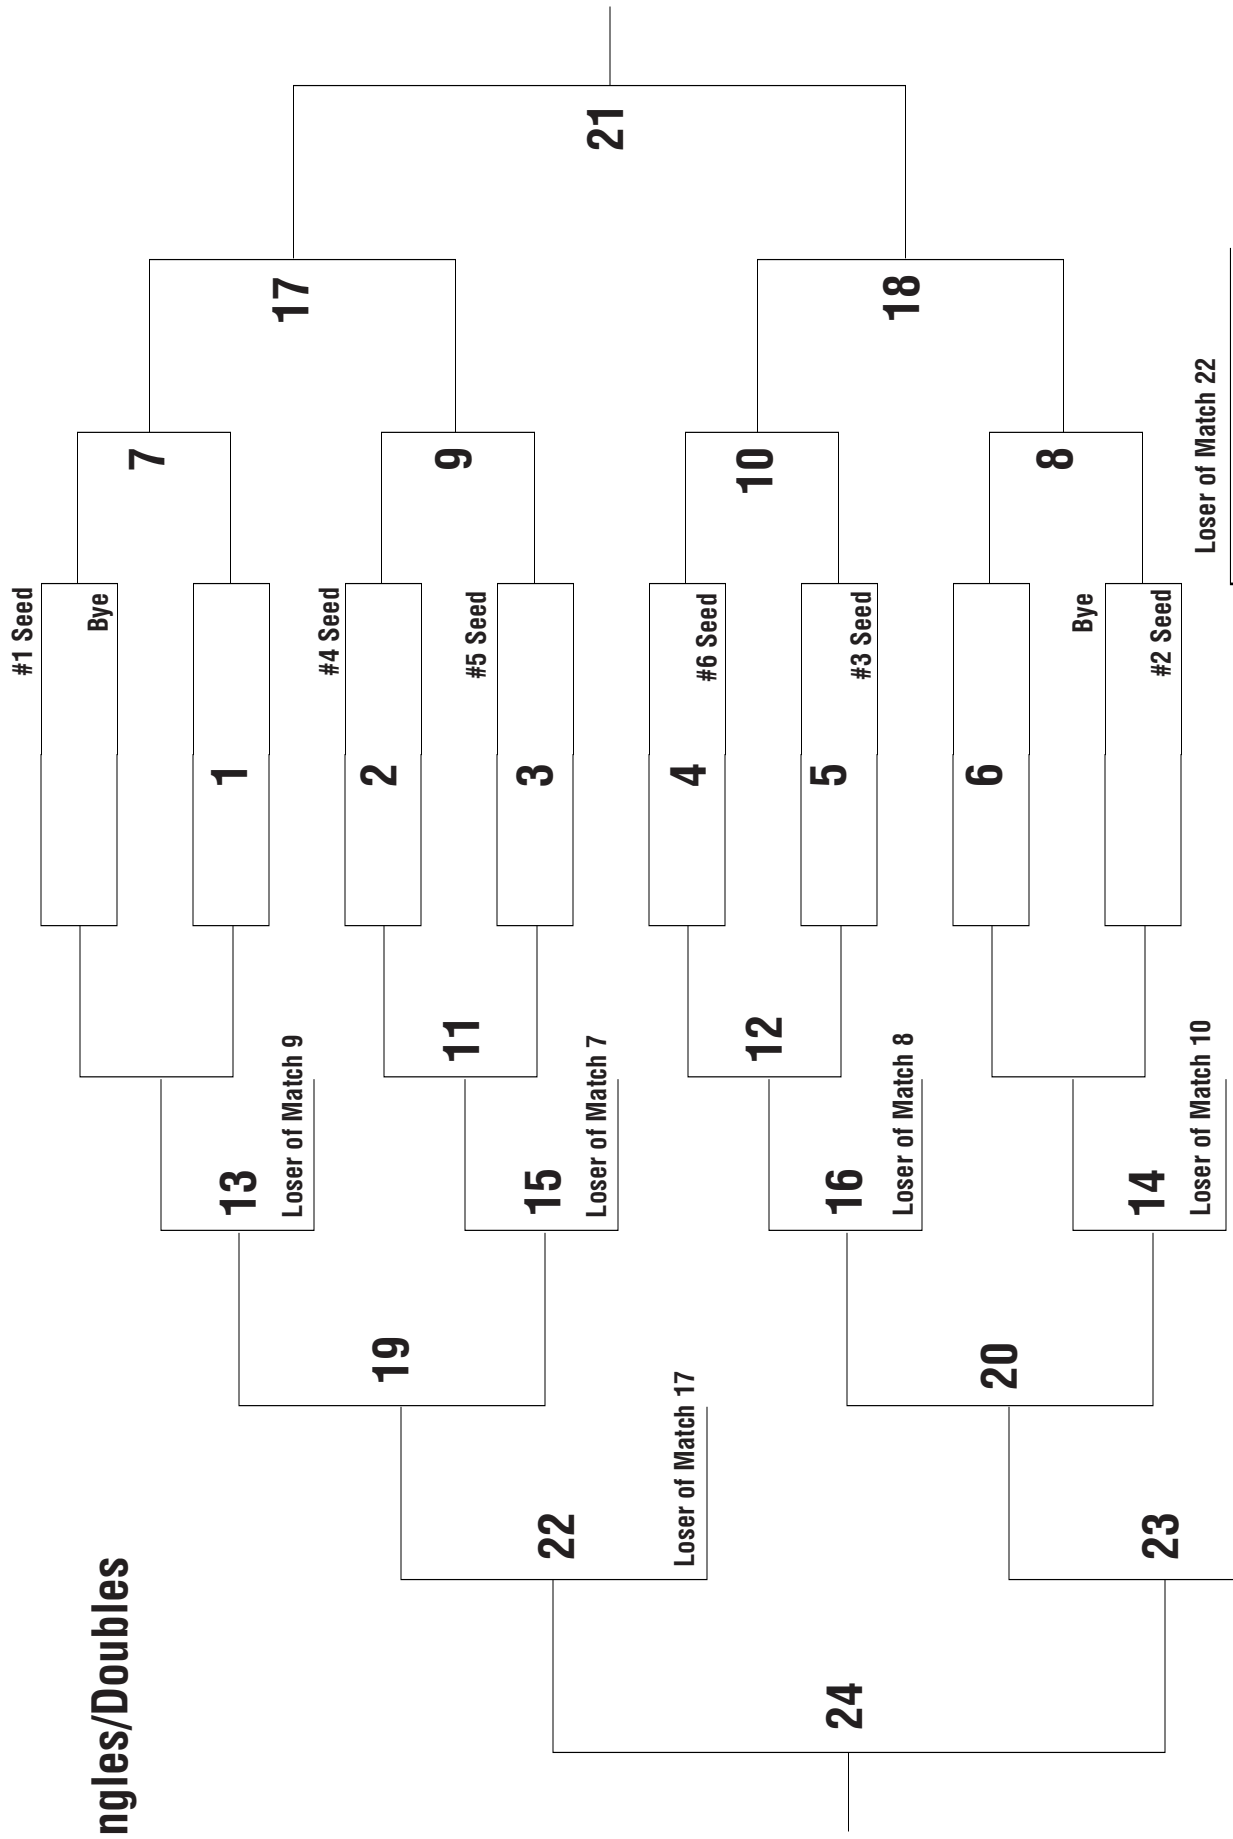 ngles/Doubles
24
22
23
Loser of Match 17
19
20
13
Loser of Match 9
15
Loser of Match 7
16
Loser of Match 8
14
Loser of Match 10
11
12
1
2
3
4
5
6
#1 Seed
Bye
#4 Seed
#5 Seed
#6 Seed
#3 Seed
Bye
#2 Seed
7
9
10
8
Loser of Match 22
17
18
21